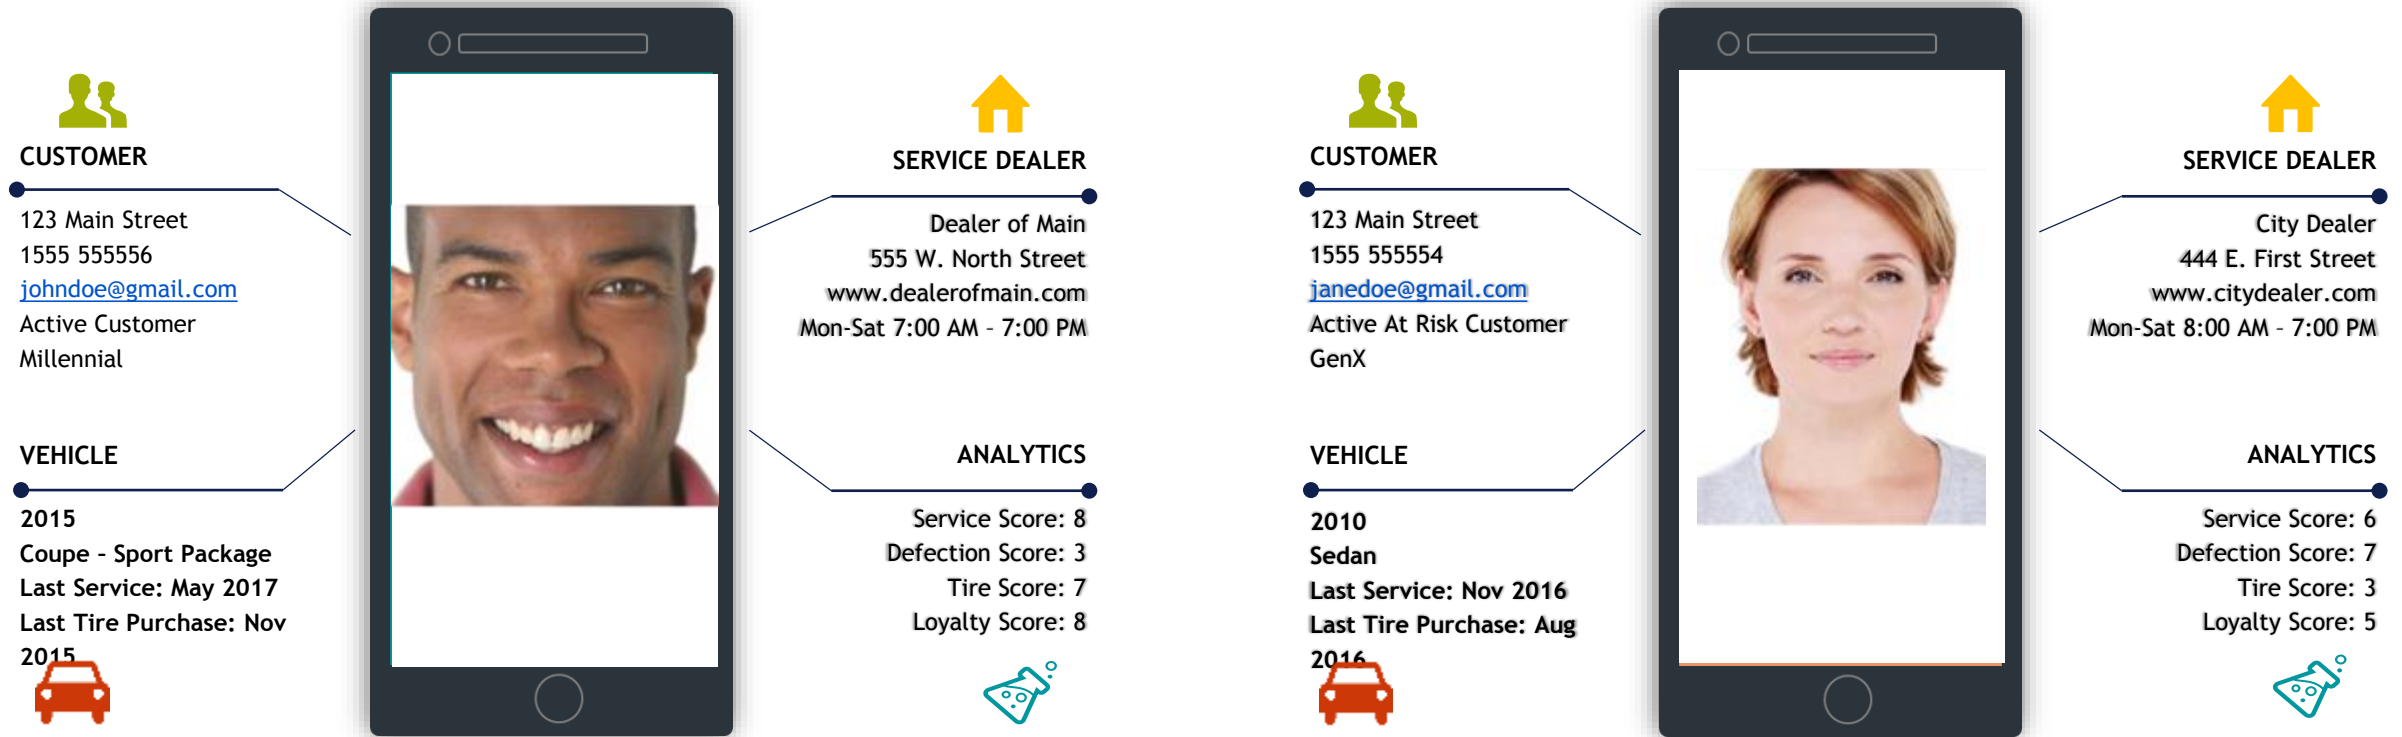 CUSTOMER
123 Main Street
1555 555556
johndoe@gmail.com
Active Customer
Millennial
VEHICLE
2015
Coupe – Sport Package
Last Service: May 2017
Last Tire Purchase: Nov
2015
SERVICE DEALER
Dealer of Main
555 W. North Street
www.dealerofmain.com
Mon-Sat 7:00 AM – 7:00 PM
ANALYTICS
Service Score: 8
Defection Score: 3
Tire Score: 7
Loyalty Score: 8
CUSTOMER
123 Main Street
1555 555554
janedoe@gmail.com
Active At Risk Customer
GenX
VEHICLE
2010
Sedan
Last Service: Nov 2016
Last Tire Purchase: Aug
2016
SERVICE DEALER
City Dealer
444 E. First Street
www.citydealer.com
Mon-Sat 8:00 AM – 7:00 PM
ANALYTICS
Service Score: 6
Defection Score: 7
Tire Score: 3
Loyalty Score: 5